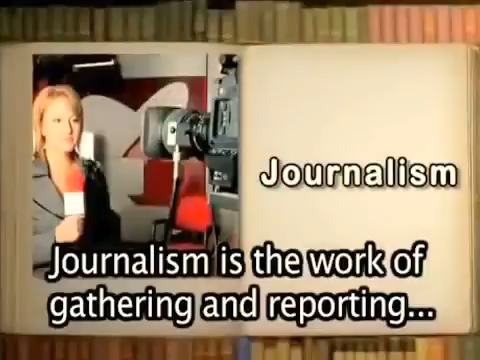 Journalism
Journalism is the work of
gathering and reporting...